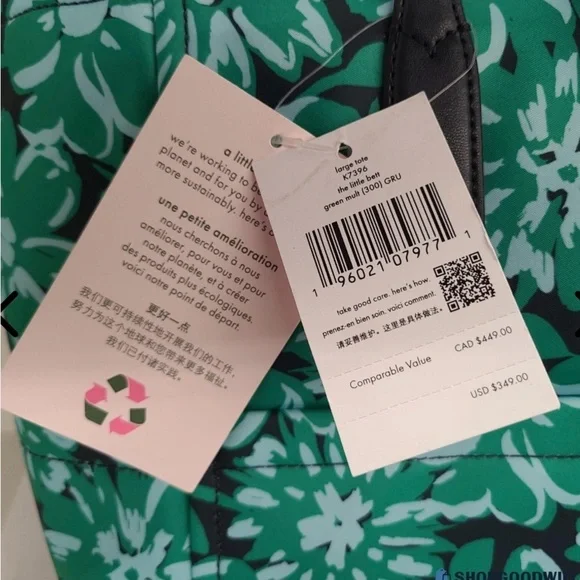 a little
we're working to b
planet and for you by
more sustainably. here's
une petite amélioration
nous cherchons à nous
améliorer, pour vous et pour
notre planète, et à créer
des produits plus écologiques
voici notre point de départ.
更好一点
我们更可持续性地开展我们的工作,
努力为这个地球和您带来更多福祉。
我们已付诸实践。
large tote
K7396
the little bett
green mult (300) GRU
1 96021 07977 1
take good care. here's how.
prenez-en bien soin. voici comment.
请妥善维护。这里是具体做法。
Comparable Value CAD $449.00
USD $349.00
SHOPGOODWI